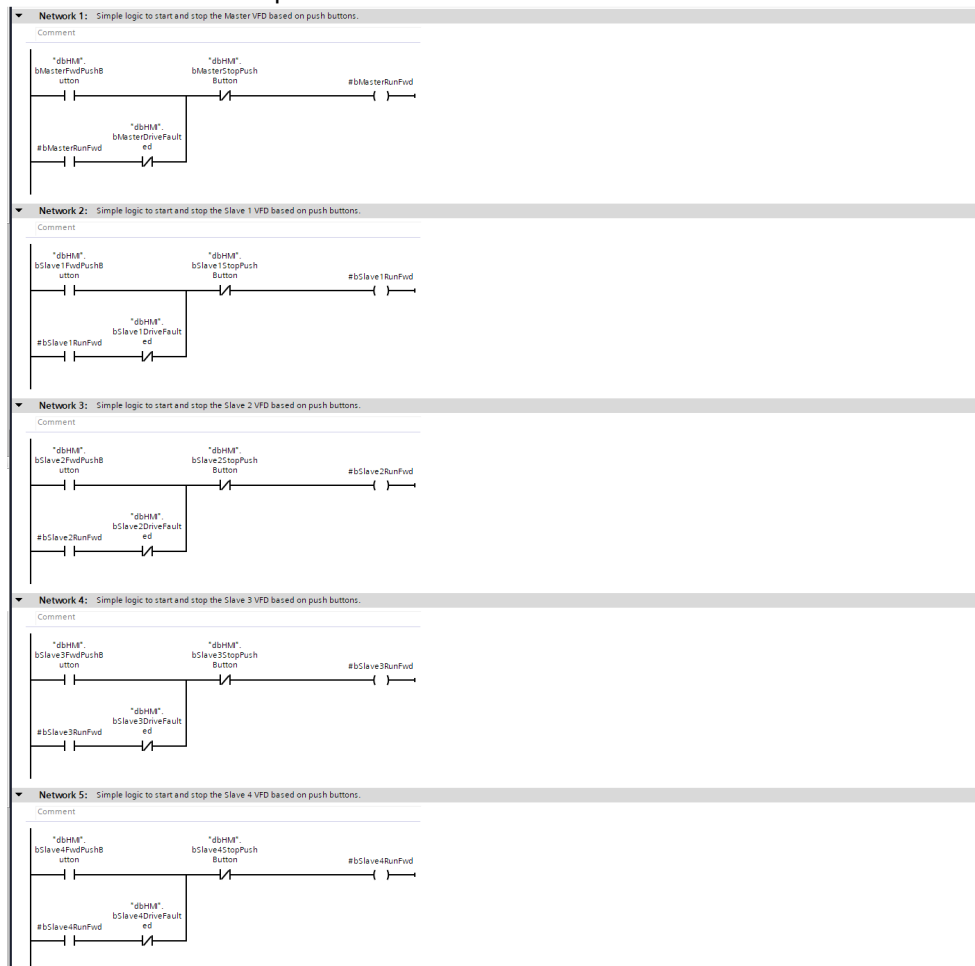 Network 1: Simple logic to start and stop the Master VFD based on push buttons.
Comment
"dbHMI".
bMasterFwdPushB
utton
"dbHMI".
bMasterStopPush
Button
#bMasterRunFwd
"dbHMI".
bMasterDriveFault
ed
#bMasterRunFwd
Network 2: Simple logic to start and stop the Slave 1 VFD based on push buttons.
Comment
"dbHMI".
bSlave1FwdPushB
utton
"dbHMI".
bSlave1StopPush
Button
#bSlave1RunFwd
"dbHMI".
bSlave1DriveFault
ed
#bSlave1RunFwd
Network 3: Simple logic to start and stop the Slave 2 VFD based on push buttons.
Comment
"dbHMI".
bSlave2FwdPushB
utton
"dbHMI".
bSlave2StopPush
Button
#bSlave2RunFwd
"dbHMI".
bSlave2DriveFault
ed
#bSlave2RunFwd
Network 4: Simple logic to start and stop the Slave 3 VFD based on push buttons.
Comment
"dbHMI".
bSlave3FwdPushB
utton
"dbHMI".
bSlave3StopPush
Button
#bSlave3RunFwd
"dbHMI".
bSlave3DriveFault
ed
#bSlave3RunFwd
Network 5: Simple logic to start and stop the Slave 4 VFD based on push buttons.
Comment
"dbHMI".
bSlave4FwdPushB
utton
"dbHMI".
bSlave4StopPush
Button
#bSlave4RunFwd
"dbHMI".
bSlave4DriveFault
ed
#bSlave4RunFwd